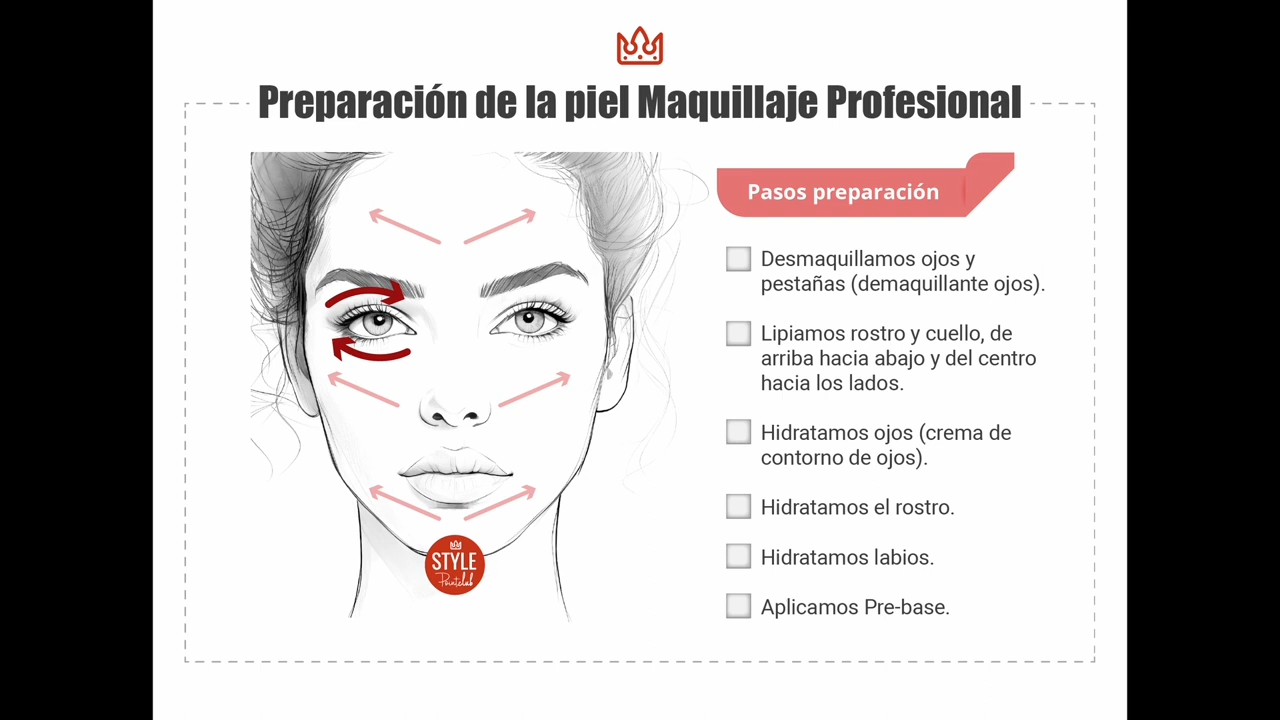 Preparación de la piel Maquillaje Profesional
Pasos preparación
Desmaquillamos ojos y
pestañas (demaquillante ojos).
Lipiamos rostro y cuello, de
arriba hacia abajo y del centro
hacia los lados.
Hidratamos ojos (crema de
contorno de ojos).
Hidratamos el rostro.
Hidratamos labios.
Aplicamos Pre-base.
STYLE
Pointclub